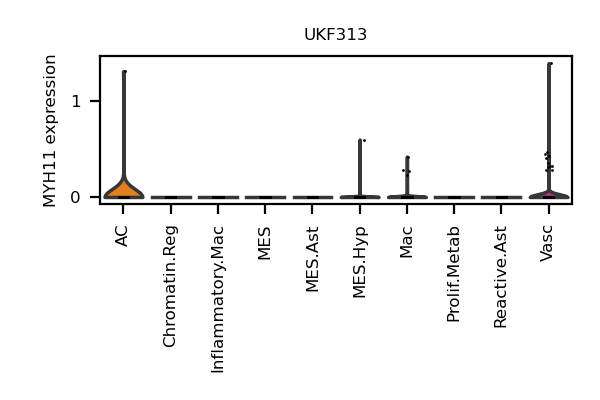 UKF313
MYH11 expression
1
0
AC
Chromatin.Reg
Inflammatory.Mac
MES
MES.Ast
MES.Hyp
Mac
Prolif.Metab
Reactive.Ast
Vasc